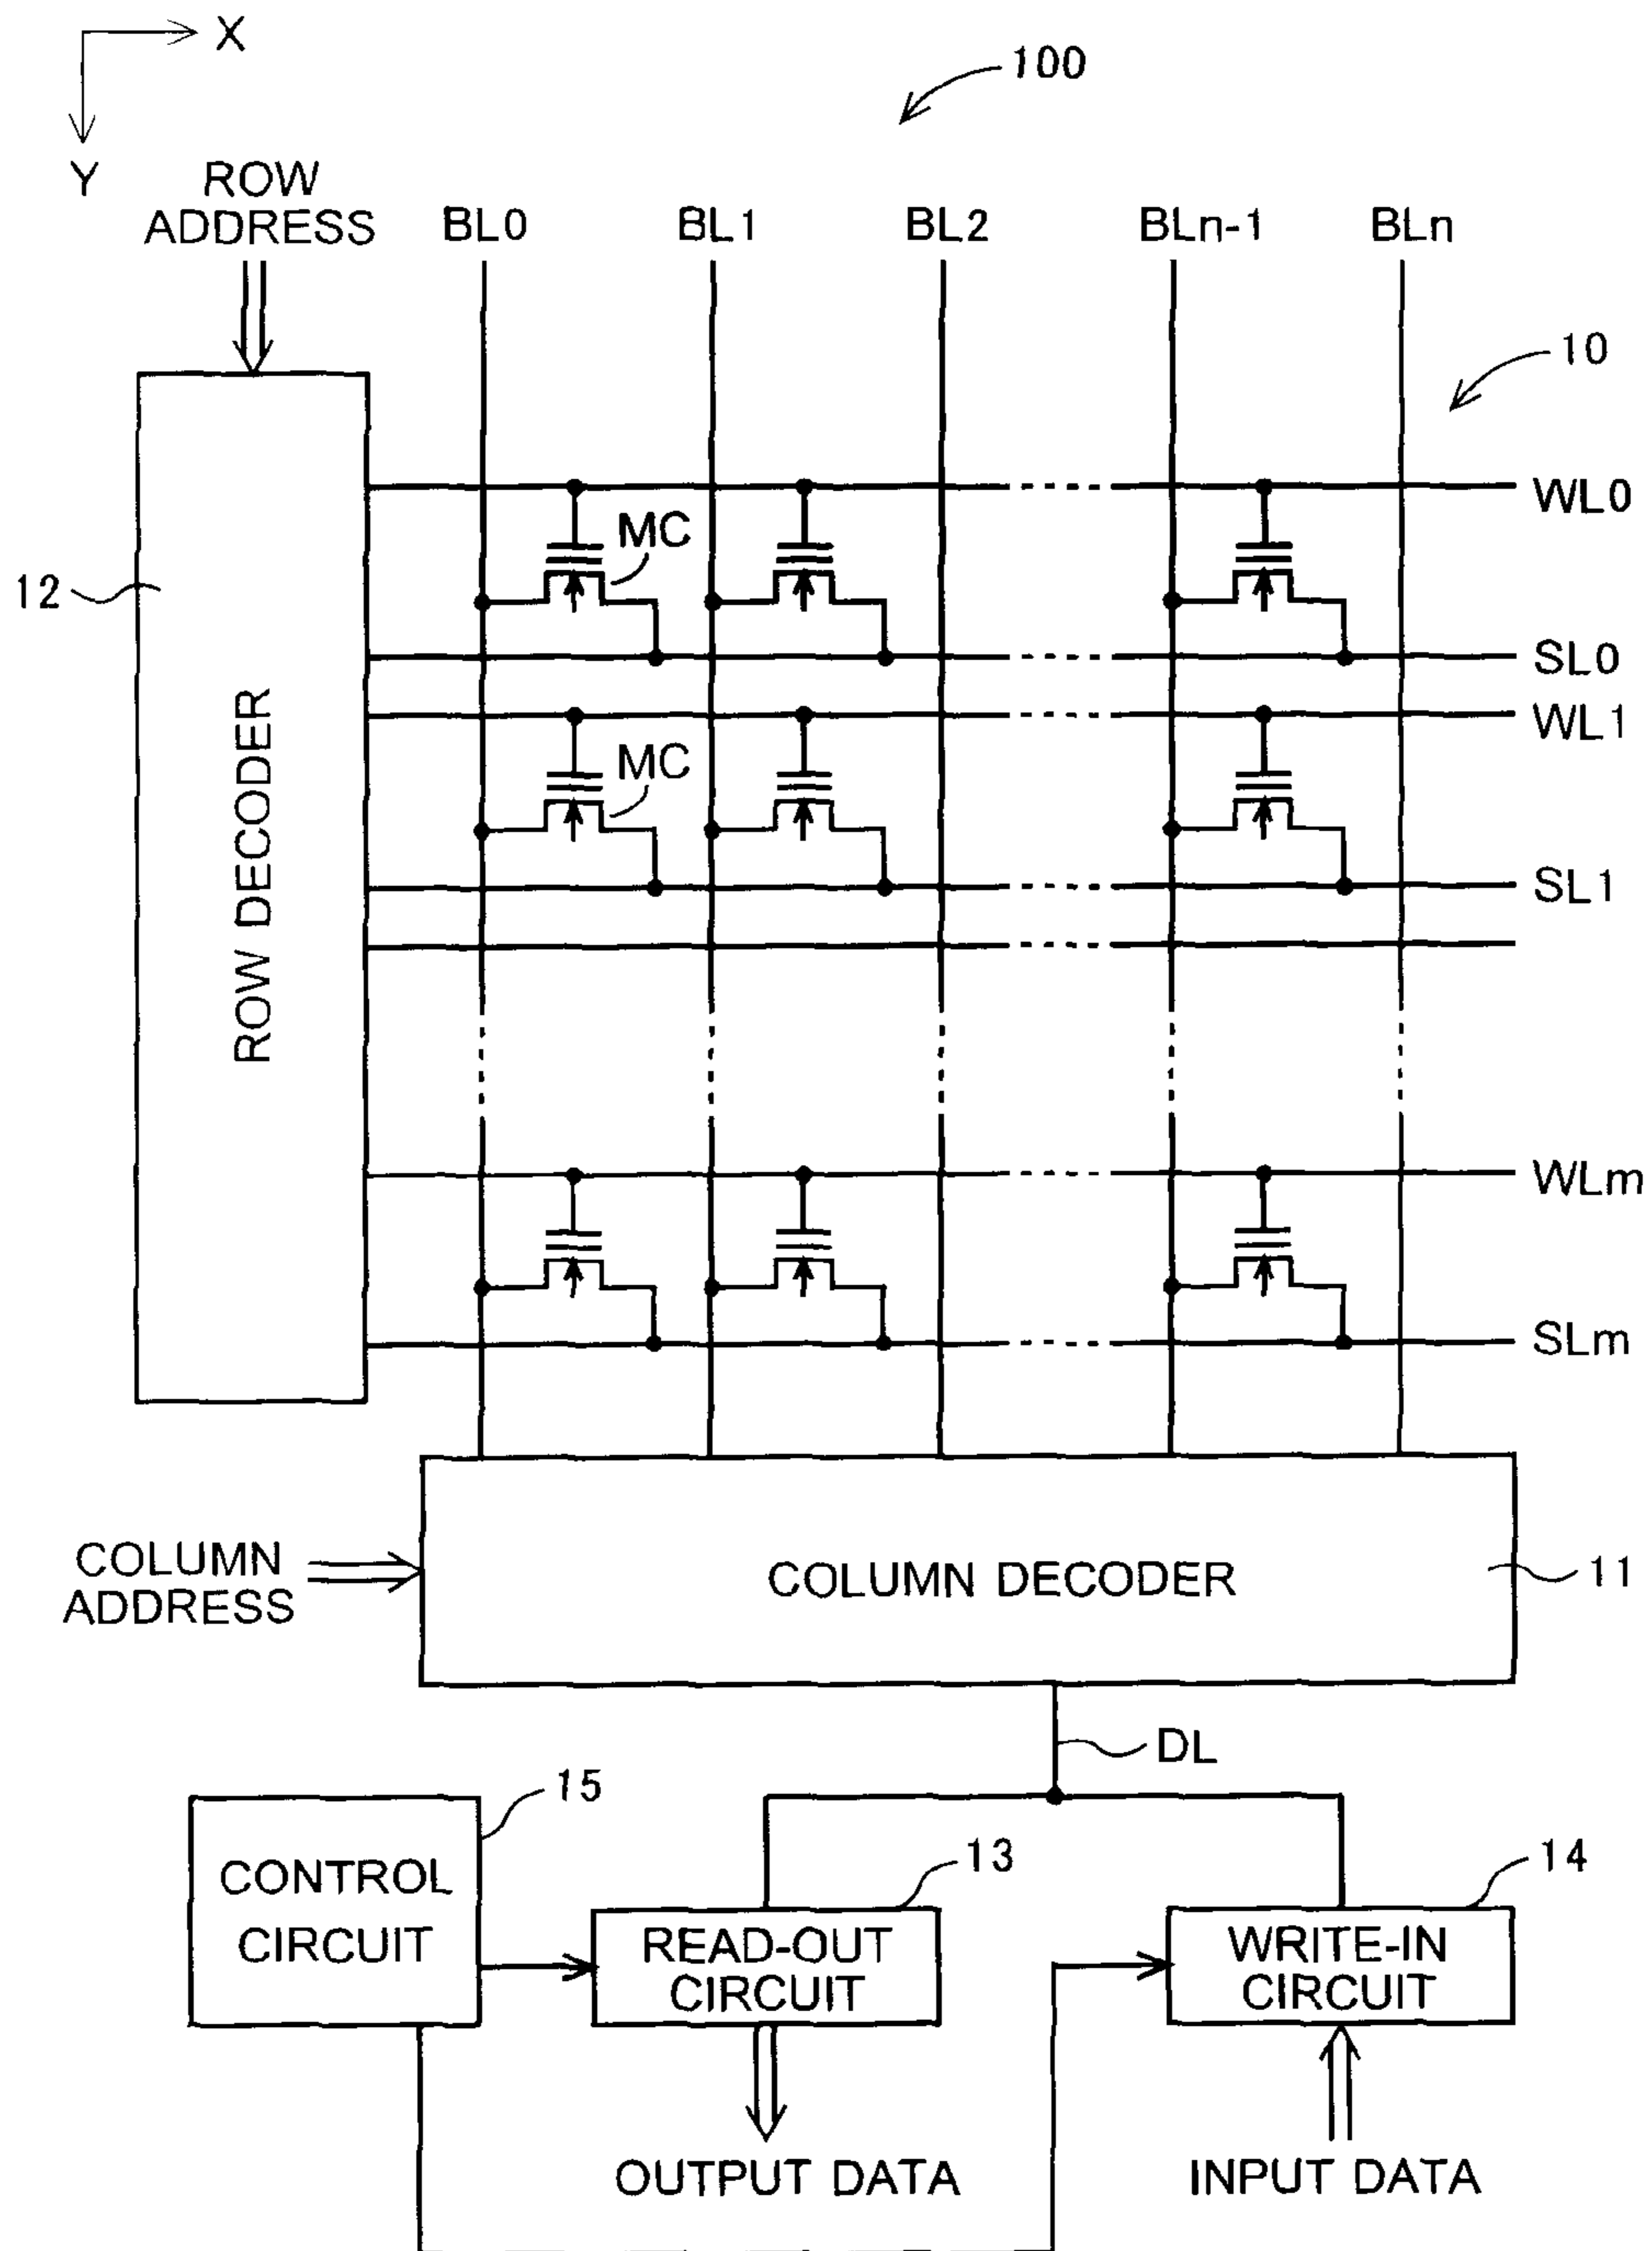 X
100
Y
ROW
ADDRESS
BL0
BL1
BL2
BLn-1
BLn
10
WL0
MC
12
SL0
WL1
MC
SL1
ROW DECODER
WLm
SLm
COLUMN
ADDRESS
COLUMN DECODER
11
DL
15
CONTROL
CIRCUIT
13
READ-OUT
CIRCUIT
14
WRITE-IN
CIRCUIT
OUTPUT DATA
INPUT DATA